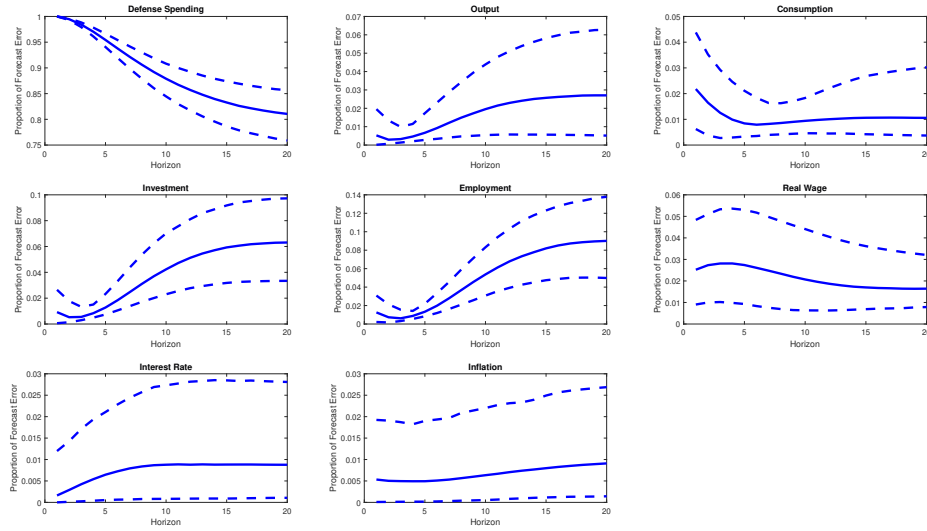 Defense Spending
Proportion of Forecast Error
1
0.95
0.9
0.85
0.8
0.75
0 5 10 15 20
Horizon
Output
Proportion of Forecast Error
0.07
0.06
0.05
0.04
0.03
0.02
0.01
0
0 5 10 15 20
Horizon
Consumption
Proportion of Forecast Error
0.05
0.04
0.03
0.02
0.01
0
0 5 10 15 20
Horizon
Investment
Proportion of Forecast Error
0.1
0.08
0.06
0.04
0.02
0
0 5 10 15 20
Horizon
Employment
Proportion of Forecast Error
0.14
0.12
0.1
0.08
0.06
0.04
0.02
0
0 5 10 15 20
Horizon
Real Wage
Proportion of Forecast Error
0.06
0.05
0.04
0.03
0.02
0.01
0
0 5 10 15 20
Horizon
Interest Rate
Proportion of Forecast Error
0.03
0.025
0.02
0.015
0.01
0.005
0
0 5 10 15 20
Horizon
Inflation
Proportion of Forecast Error
0.03
0.025
0.02
0.015
0.01
0.005
0
0 5 10 15 20
Horizon